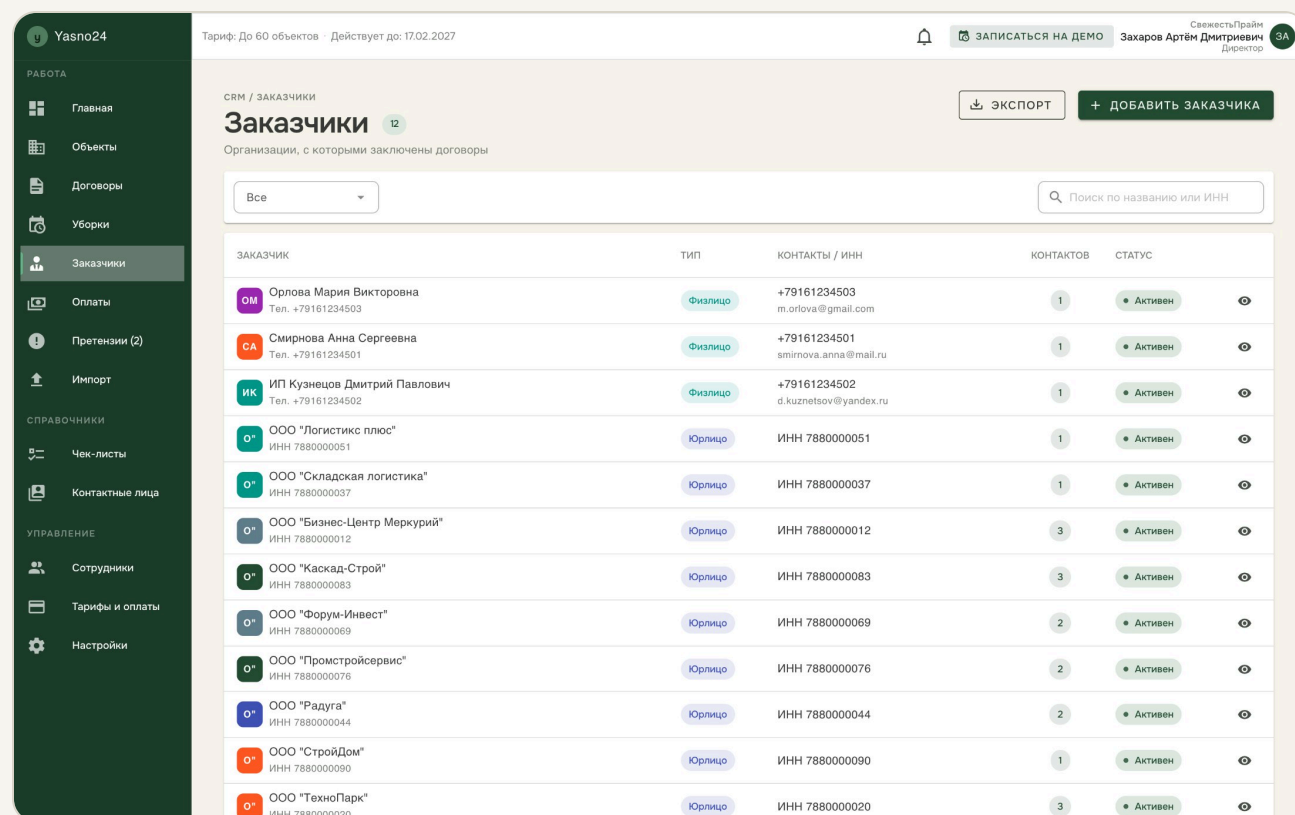 y Yasno24
Тариф: До 60 объектов · Действует до: 17.02.2027
ЗАПИСАТЬСЯ НА ДЕМО
СвежестьПрайм
Захаров Артём Дмитриевич
Директор
ЗА
РАБОТА
Главная
Объекты
Договоры
Уборки
Заказчики
Оплаты
Претензии (2)
Импорт
СПРАВОЧНИКИ
Чек-листы
Контактные лица
УПРАВЛЕНИЕ
Сотрудники
Тарифы и оплаты
Настройки
CRM / ЗАКАЗЧИКИ
Заказчики 12
Организации, с которыми заключены договоры
ЭКСПОРТ
+ ДОБАВИТЬ ЗАКАЗЧИКА
Все
Поиск по названию или ИНН
ЗАКАЗЧИК ТИП КОНТАКТЫ / ИНН КОНТАКТОВ СТАТУС
ОМ Орлова Мария Викторовна Физлицо +79161234503 1 Активен
Тел. +79161234503 m.orlova@gmail.com
СА Смирнова Анна Сергеевна Физлицо +79161234501 1 Активен
Тел. +79161234501 smirnova.anna@mail.ru
ИК ИП Кузнецов Дмитрий Павлович Физлицо +79161234502 1 Активен
Тел. +79161234502 d.kuznetsov@yandex.ru
О" ООО "Логистикс плюс" Юрлицо ИНН 7880000051 1 Активен
ИНН 7880000051
О" ООО "Складская логистика" Юрлицо ИНН 7880000037 1 Активен
ИНН 7880000037
О" ООО "Бизнес-Центр Меркурий" Юрлицо ИНН 7880000012 3 Активен
ИНН 7880000012
О" ООО "Каскад-Строй" Юрлицо ИНН 7880000083 3 Активен
ИНН 7880000083
О" ООО "Форум-Инвест" Юрлицо ИНН 7880000069 2 Активен
ИНН 7880000069
О" ООО "Промстройсервис" Юрлицо ИНН 7880000076 2 Активен
ИНН 7880000076
О" ООО "Радуга" Юрлицо ИНН 7880000044 2 Активен
ИНН 7880000044
О" ООО "СтройДом" Юрлицо ИНН 7880000090 1 Активен
ИНН 7880000090
О" ООО "ТехноПарк" Юрлицо ИНН 7880000020 3 Активен
ИНН 7880000020